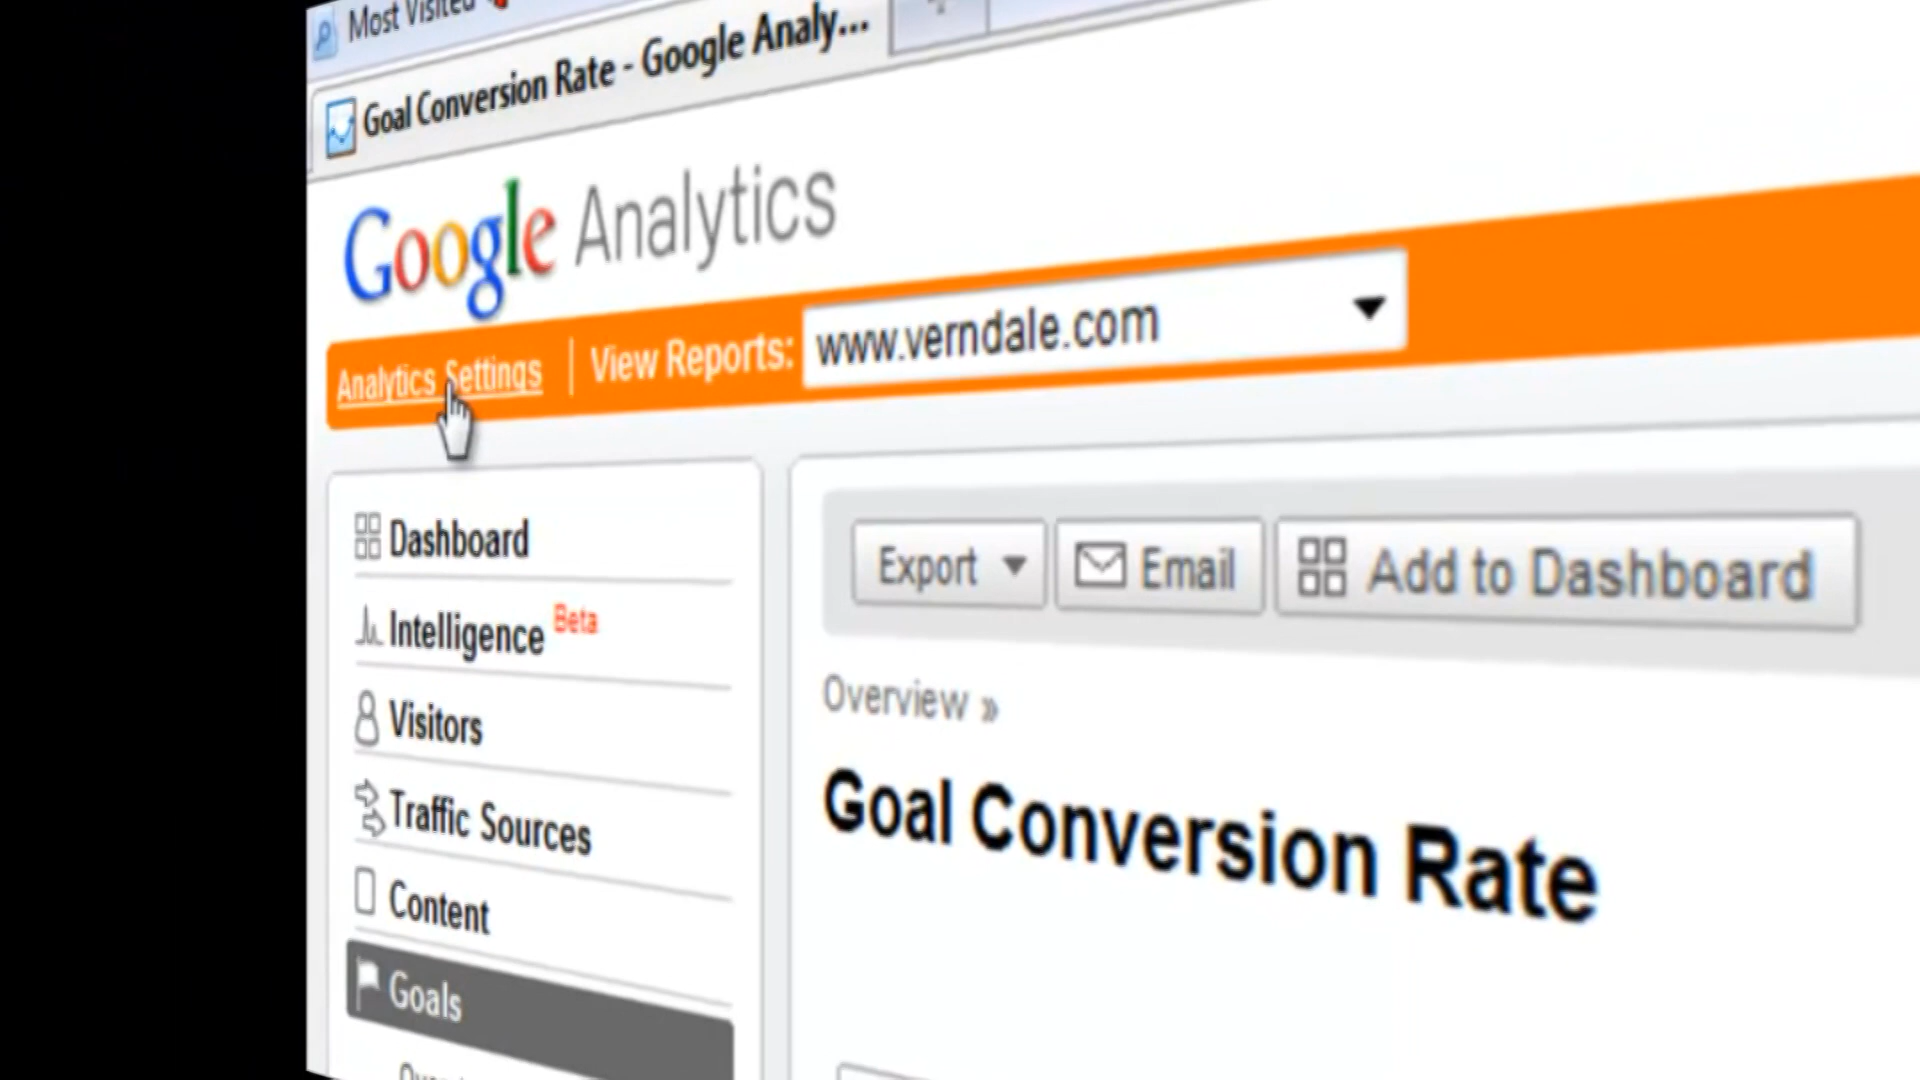 Most Visited
Goal Conversion Rate - Google Analy...
Google Analytics
Analytics Settings
View Reports:
www.verndale.com
Dashboard
Intelligence Beta
Visitors
Traffic Sources
Content
Goals
Export
Email
Add to Dashboard
Overview »
Goal Conversion Rate